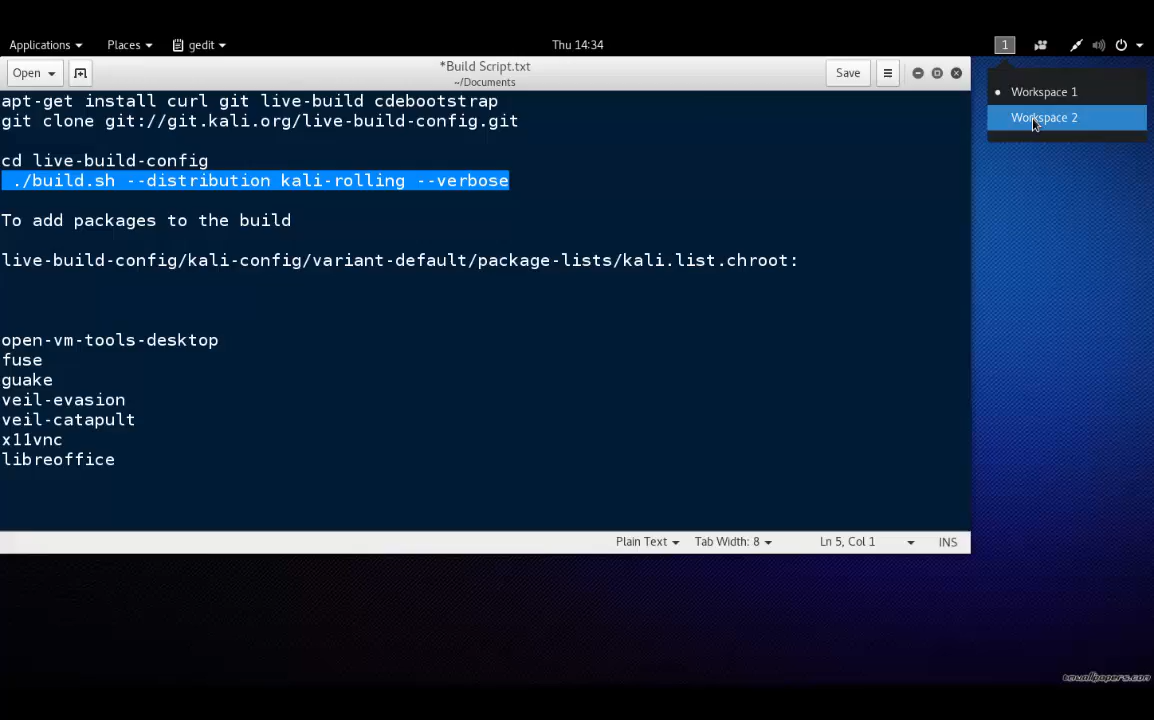 Applications Places gedit Thu 14:34 1
Open *Build Script.txt Save
~/Documents
Workspace 1
Workspace 2
apt-get install curl git live-build cdebootstrap
git clone git://git.kali.org/live-build-config.git
cd live-build-config
./build.sh --distribution kali-rolling --verbose
To add packages to the build
live-build-config/kali-config/variant-default/package-lists/kali.list.chroot:
open-vm-tools-desktop
fuse
guake
veil-evasion
veil-catapult
x11vnc
libreoffice
Plain Text Tab Width: 8 Ln 5, Col 1 INS